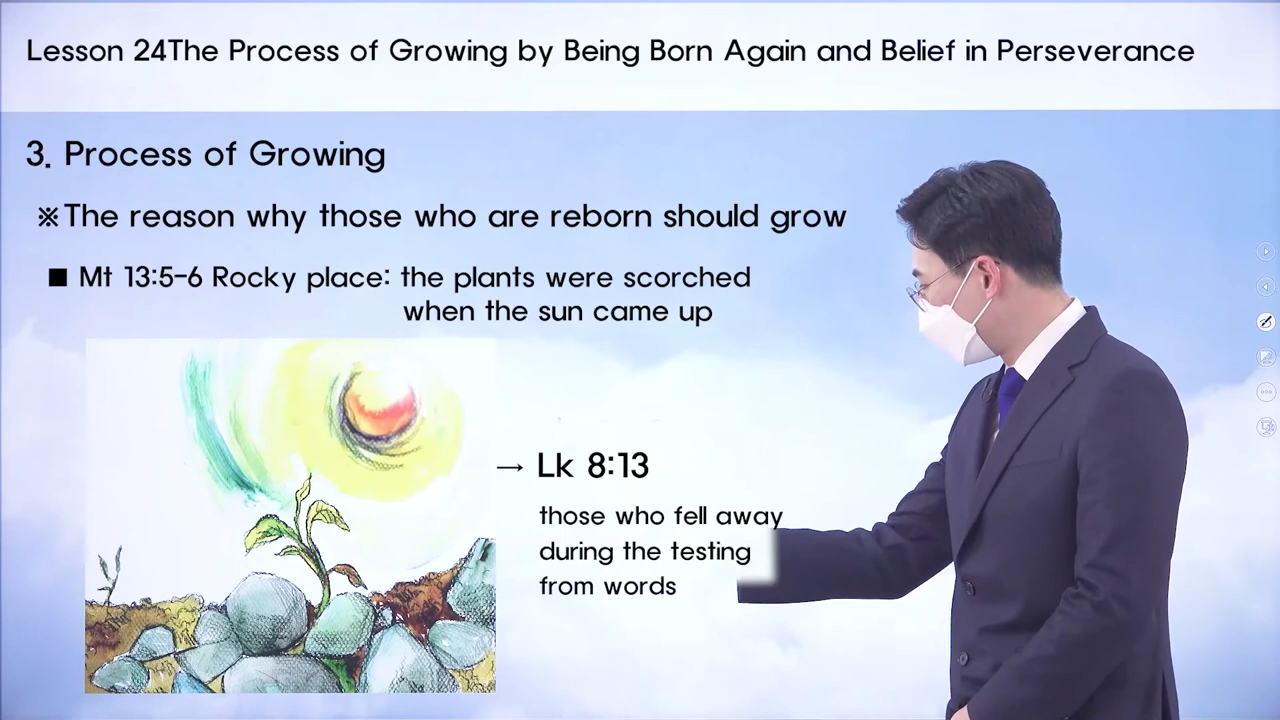 Lesson 24The Process of Growing by Being Born Again and Belief in Perseverance
3. Process of Growing
※The reason why those who are reborn should grow
■ Mt 13:5-6 Rocky place: the plants were scorched
when the sun came up
→ Lk 8:13
those who fell away
during the testing
from words